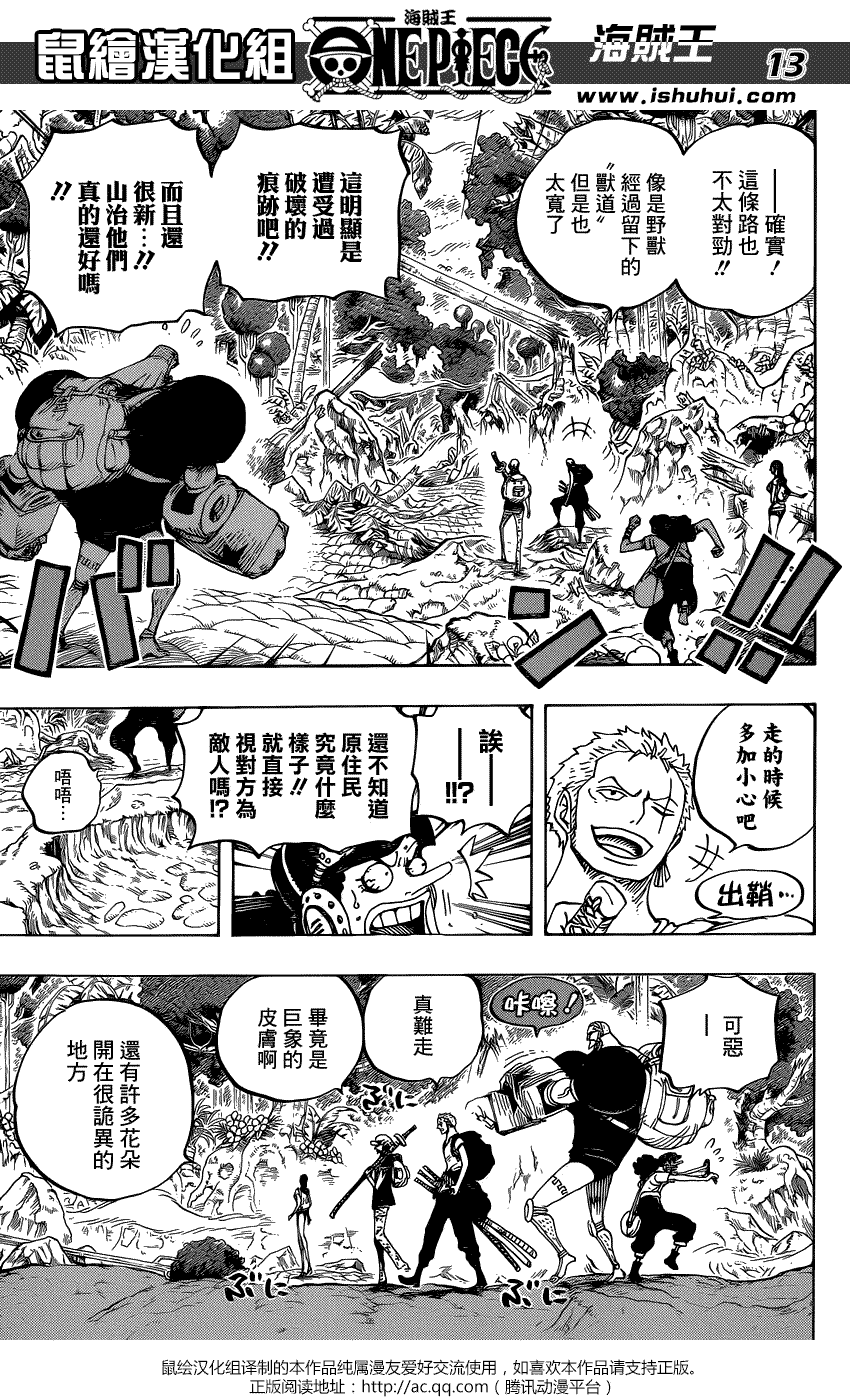 鼠繪漢化組
海賊王
ONE PIECE
海賊王
13
www.ishuhui.com
——確實！
這條路也
不太對勁!!
像是野獸
經過留下的
〝獸道〞
但是也
太寬了
這明顯是
遭受過
破壞的
痕跡吧!!
而且還
很新…!!
山治他們
真的還好嗎
!!
バ
ン
!!
走的時候
多加小心吧
出鞘…
誒
——!!?
還不知道
原住民
究竟什麼
樣子!!
就直接
視對方為
敵人嗎!?
唔唔…
可惡
——
咔嚓！
真難走
畢竟是
巨象的
皮膚啊
還有許多花朵
開在很詭異的
地方
ぶに
ぶに
ぶに
鼠绘汉化组译制的本作品纯属漫友爱好交流使用，如喜欢本作品请支持正版。
正版阅读地址：http://ac.qq.com（腾讯动漫平台）